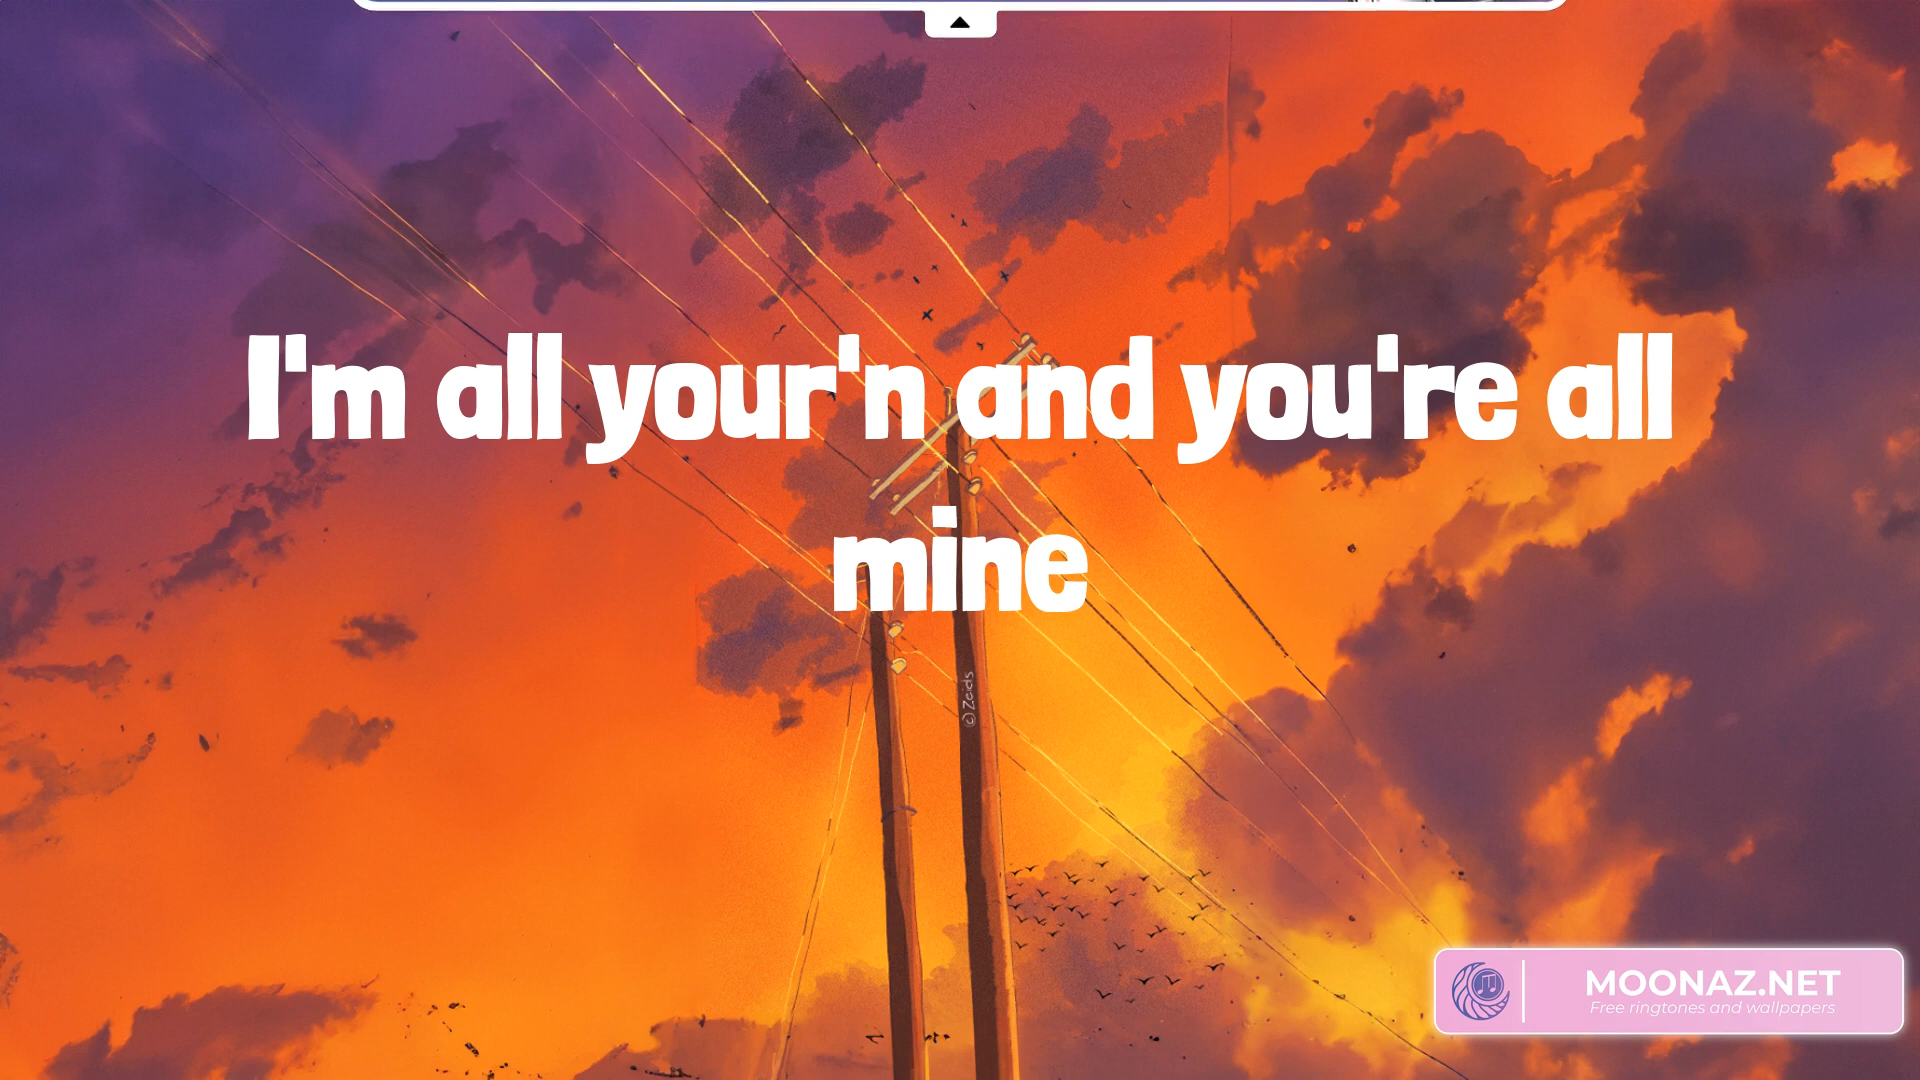 I'm all your'n and you're all
mine
© Zeids
MOONAZ.NET
Free ringtones and wallpapers